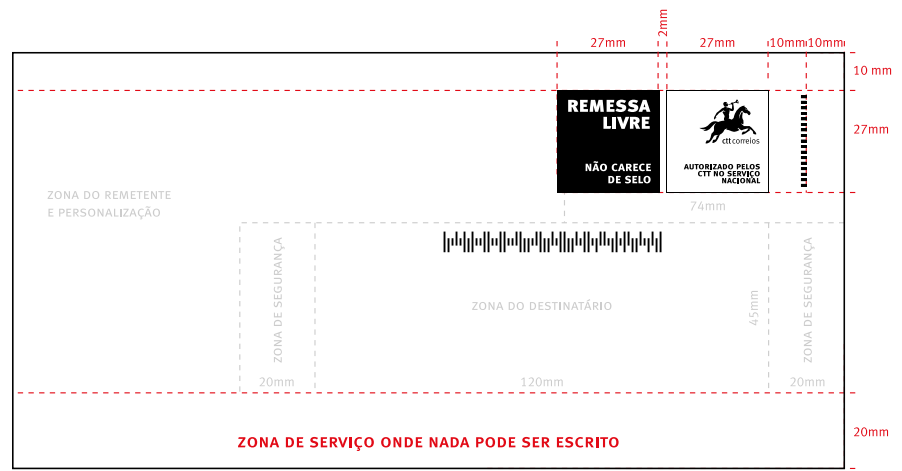 2mm
27mm
27mm
10mm
10mm
10 mm
REMESSA
LIVRE
NÃO CARECE
DE SELO
ctt correios
AUTORIZADO PELOS
CTT NO SERVIÇO
NACIONAL
27mm
ZONA DO REMETENTE
E PERSONALIZAÇÃO
74mm
ZONA DE SEGURANÇA
ZONA DO DESTINATÁRIO
45mm
ZONA DE SEGURANÇA
20mm
120mm
20mm
20mm
ZONA DE SERVIÇO ONDE NADA PODE SER ESCRITO